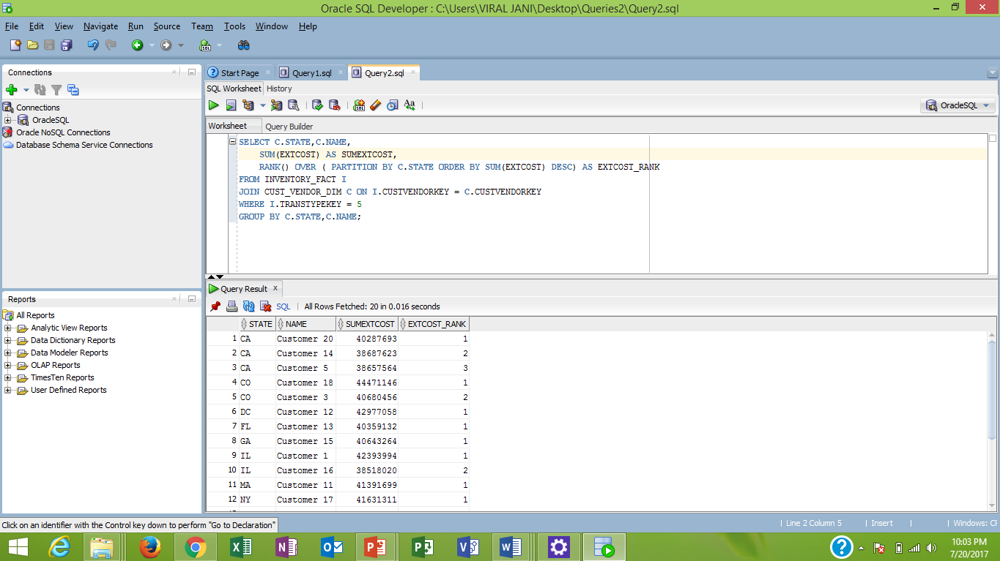 Oracle SQL Developer : C:\Users\VIRAL JANI\Desktop\Queries2\Query2.sql
File Edit View Navigate Run Source Team Tools Window Help
Connections
Connections
OracleSQL
Oracle NoSQL Connections
Database Schema Service Connections
Reports
All Reports
Analytic View Reports
Data Dictionary Reports
Data Modeler Reports
OLAP Reports
TimesTen Reports
User Defined Reports
Start Page Query1.sql Query2.sql
SQL Worksheet History
OracleSQL
Worksheet Query Builder
SELECT C.STATE,C.NAME,
SUM(EXTCOST) AS SUMEXTCOST,
RANK() OVER ( PARTITION BY C.STATE ORDER BY SUM(EXTCOST) DESC) AS EXTCOST_RANK
FROM INVENTORY_FACT I
JOIN CUST_VENDOR_DIM C ON I.CUSTVENDORKEY = C.CUSTVENDORKEY
WHERE I.TRANSTYPEKEY = 5
GROUP BY C.STATE,C.NAME;
Query Result
SQL All Rows Fetched: 20 in 0.016 seconds
STATE NAME SUMEXTCOST EXTCOST_RANK
1 CA Customer 20 40287693 1
2 CA Customer 14 38687623 2
3 CA Customer 5 38657564 3
4 CO Customer 18 44471146 1
5 CO Customer 3 40680456 2
6 DC Customer 12 42977058 1
7 FL Customer 13 40359132 1
8 GA Customer 15 40643264 1
9 IL Customer 1 42393994 1
10 IL Customer 16 38518020 2
11 MA Customer 11 41391699 1
12 NY Customer 17 41631311 1
Click on an identifier with the Control key down to perform "Go to Declaration"
Line 2 Column 5 Insert Windows: CF
10:03 PM
7/20/2017